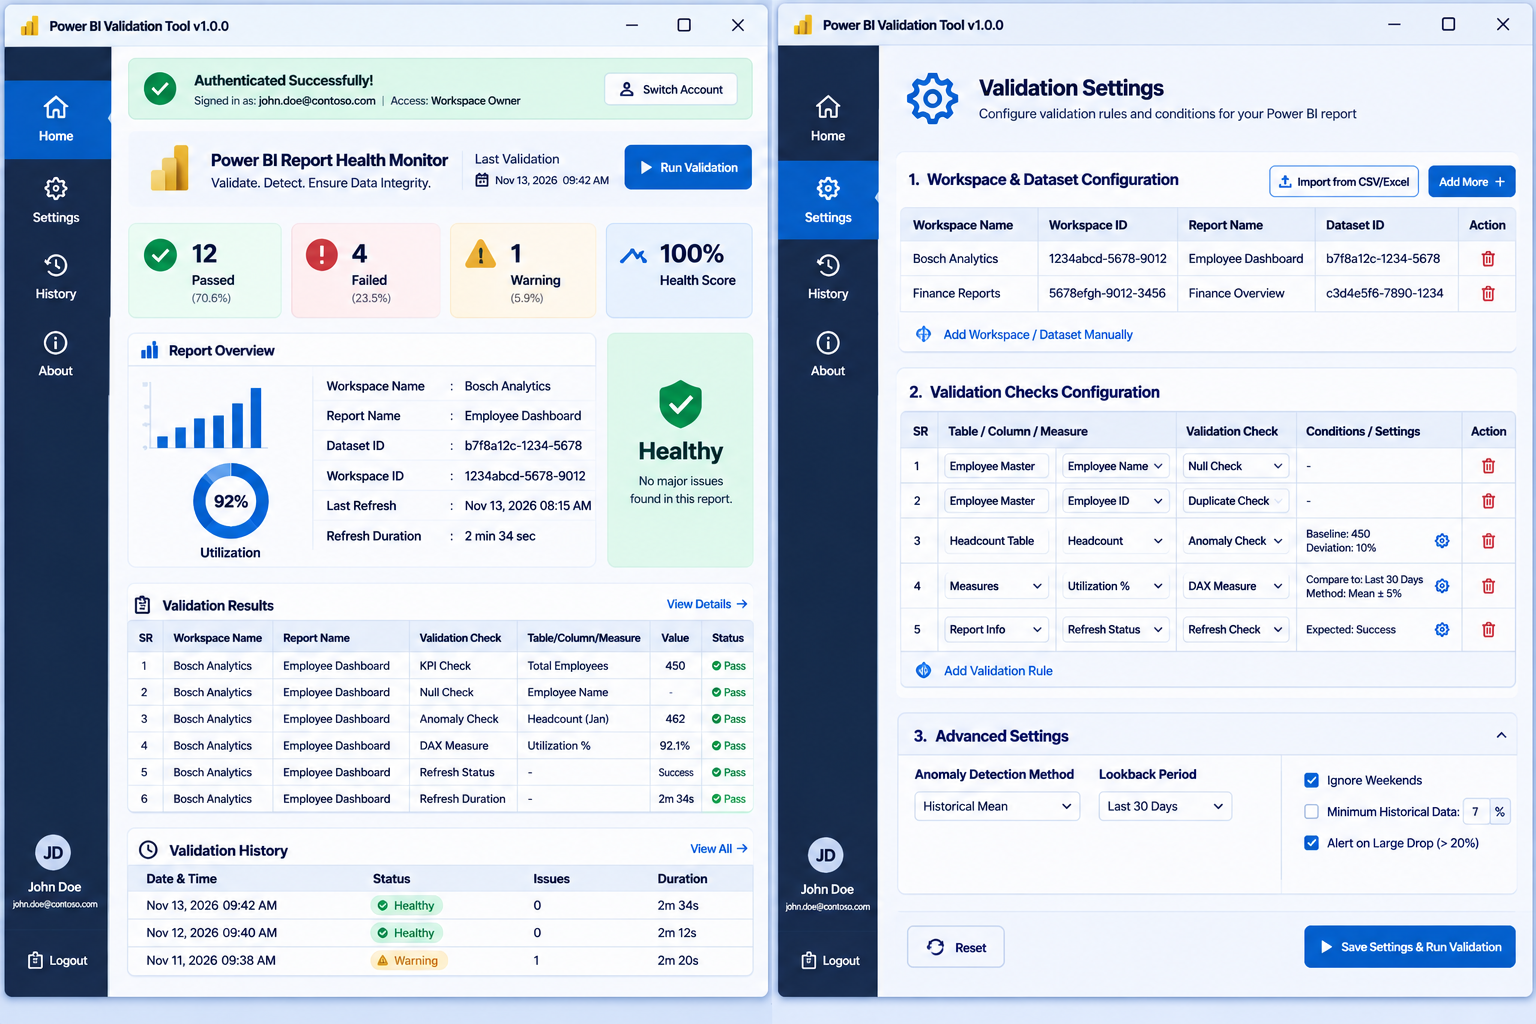 Power BI Validation Tool v1.0.0
Home
Settings
History
About
JD
John Doe
john.doe@contoso.com
Logout
Authenticated Successfully!
Signed in as: john.doe@contoso.com | Access: Workspace Owner
Switch Account
Power BI Report Health Monitor
Validate. Detect. Ensure Data Integrity.
Last Validation
Nov 13, 2026 09:42 AM
Run Validation
12
Passed
(70.6%)
4
Failed
(23.5%)
1
Warning
(5.9%)
100%
Health Score
Report Overview
92%
Utilization
Workspace Name : Bosch Analytics
Report Name : Employee Dashboard
Dataset ID : b7f8a12c-1234-5678
Workspace ID : 1234abcd-5678-9012
Last Refresh : Nov 13, 2026 08:15 AM
Refresh Duration : 2 min 34 sec
Healthy
No major issues
found in this report.
Validation Results
View Details →
SR Workspace Name Report Name Validation Check Table/Column/Measure Value Status
1 Bosch Analytics Employee Dashboard KPI Check Total Employees 450 Pass
2 Bosch Analytics Employee Dashboard Null Check Employee Name - Pass
3 Bosch Analytics Employee Dashboard Anomaly Check Headcount (Jan) 462 Pass
4 Bosch Analytics Employee Dashboard DAX Measure Utilization % 92.1% Pass
5 Bosch Analytics Employee Dashboard Refresh Status - Success Pass
6 Bosch Analytics Employee Dashboard Refresh Duration - 2m 34s Pass
Validation History
View All →
Date & Time Status Issues Duration
Nov 13, 2026 09:42 AM Healthy 0 2m 34s
Nov 12, 2026 09:40 AM Healthy 0 2m 12s
Nov 11, 2026 09:38 AM Warning 1 2m 20s
Power BI Validation Tool v1.0.0
Home
Settings
History
About
JD
John Doe
john.doe@contoso.com
Logout
Validation Settings
Configure validation rules and conditions for your Power BI report
1. Workspace & Dataset Configuration
Import from CSV/Excel
Add More +
Workspace Name Workspace ID Report Name Dataset ID Action
Bosch Analytics 1234abcd-5678-9012 Employee Dashboard b7f8a12c-1234-5678
Finance Reports 5678efgh-9012-3456 Finance Overview c3d4e5f6-7890-1234
Add Workspace / Dataset Manually
2. Validation Checks Configuration
SR Table / Column / Measure Validation Check Conditions / Settings Action
1 Employee Master Employee Name Null Check -
2 Employee Master Employee ID Duplicate Check -
3 Headcount Table Headcount Anomaly Check Baseline: 450
Deviation: 10%
4 Measures Utilization % DAX Measure Compare to: Last 30 Days
Method: Mean ± 5%
5 Report Info Refresh Status Refresh Check Expected: Success
Add Validation Rule
3. Advanced Settings
Anomaly Detection Method
Historical Mean
Lookback Period
Last 30 Days
Ignore Weekends
Minimum Historical Data: 7 %
Alert on Large Drop (> 20%)
Reset
Save Settings & Run Validation